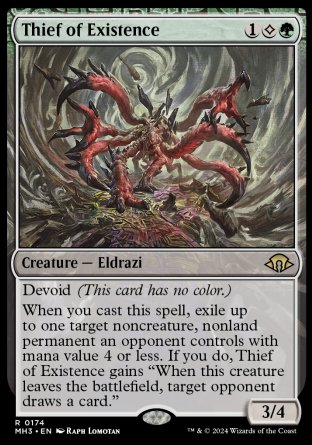 Thief of Existence 1
Creature — Eldrazi
Devoid (This card has no color.)
When you cast this spell, exile up
to one target noncreature, nonland
permanent an opponent controls with
mana value 4 or less. If you do, Thief
of Existence gains “When this creature
leaves the battlefield, target opponent
draws a card.”
3/4
R 0174
MH3 • EN Raph Lomotan
™ & © 2024 Wizards of the Coast